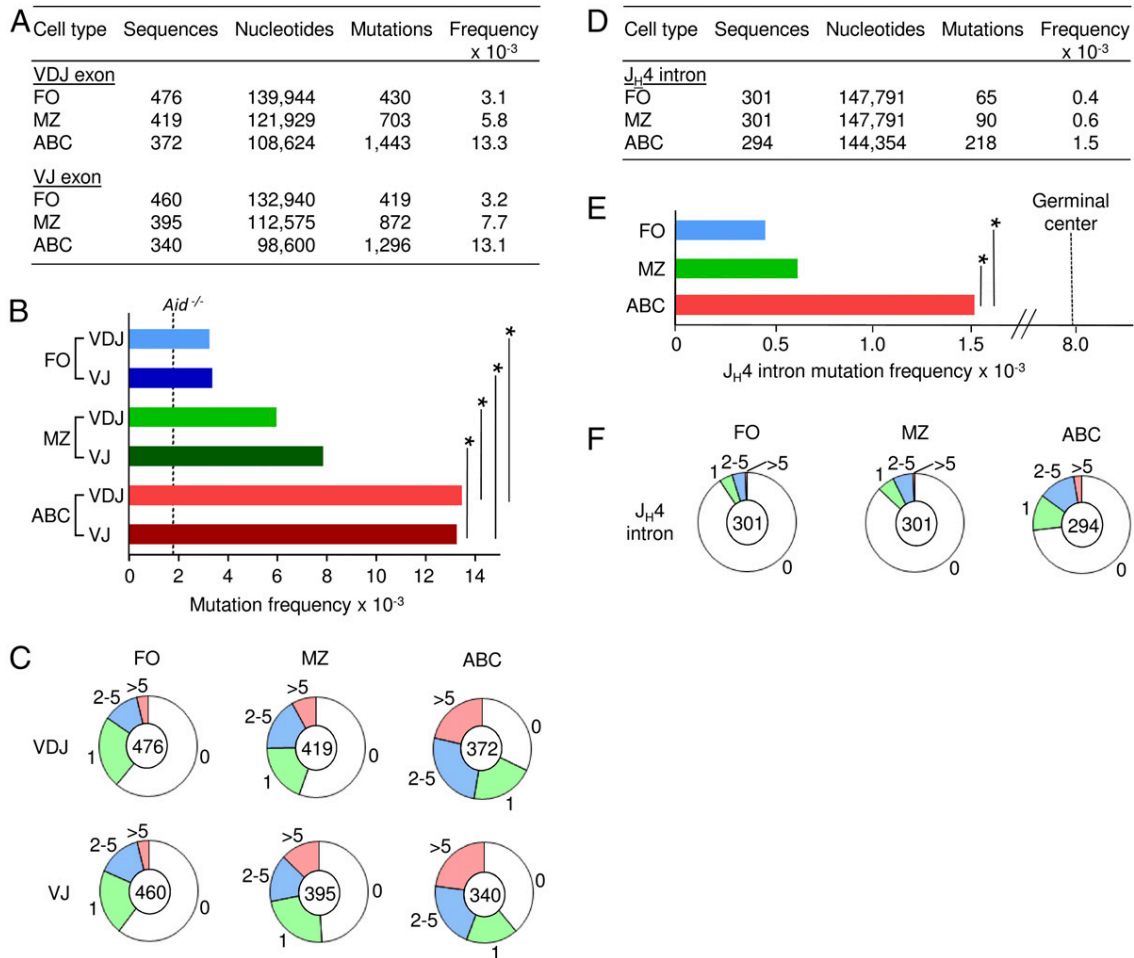 A
Cell type Sequences Nucleotides Mutations Frequency
x 10-3
VDJ exon
FO 476 139,944 430 3.1
MZ 419 121,929 703 5.8
ABC 372 108,624 1,443 13.3
VJ exon
FO 460 132,940 419 3.2
MZ 395 112,575 872 7.7
ABC 340 98,600 1,296 13.1
B
Aid -/-
FO VDJ
VJ
MZ VDJ
VJ
ABC VDJ
VJ
* * * *
0 2 4 6 8 10 12 14
Mutation frequency x 10-3
C
FO MZ ABC
VDJ
0 1 2-5 >5 476
0 1 2-5 >5 419
0 1 2-5 >5 372
VJ
0 1 2-5 >5 460
0 1 2-5 >5 395
0 1 2-5 >5 340
D
Cell type Sequences Nucleotides Mutations Frequency
x 10-3
JH4 intron
FO 301 147,791 65 0.4
MZ 301 147,791 90 0.6
ABC 294 144,354 218 1.5
E
Germinal
center
FO
MZ
ABC
* *
0 0.5 1.0 1.5 8.0
JH4 intron mutation frequency x 10-3
F
FO MZ ABC
JH4
intron
1 2-5 >5 301 0
1 2-5 >5 301 0
1 2-5 >5 294 0